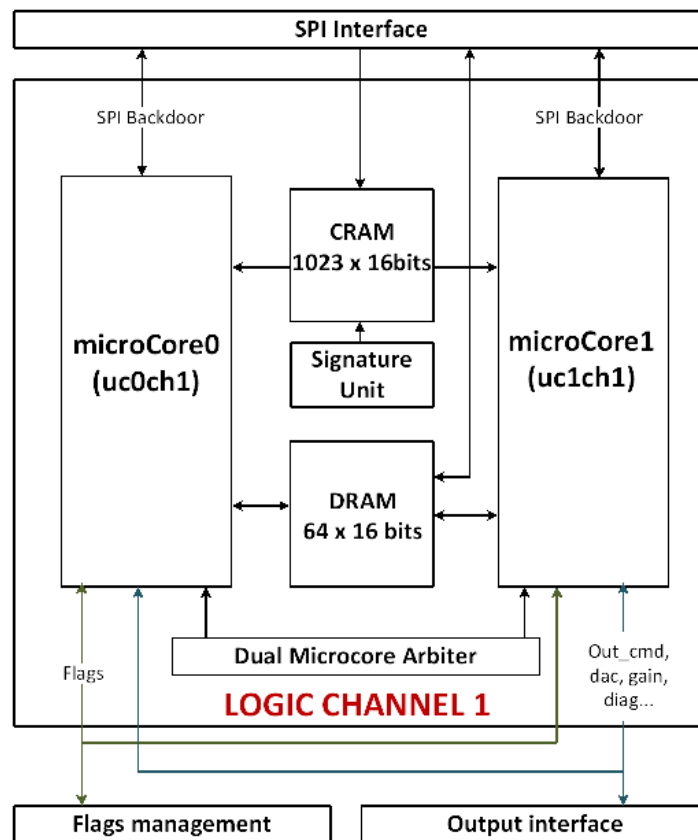 SPI Interface
SPI Backdoor
SPI Backdoor
CRAM
1023 x 16bits
microCore0
(uc0ch1)
microCore1
(uc1ch1)
Signature
Unit
DRAM
64 x 16 bits
Dual Microcore Arbiter
Flags
Out_cmd,
dac, gain,
diag...
LOGIC CHANNEL 1
Flags management
Output interface